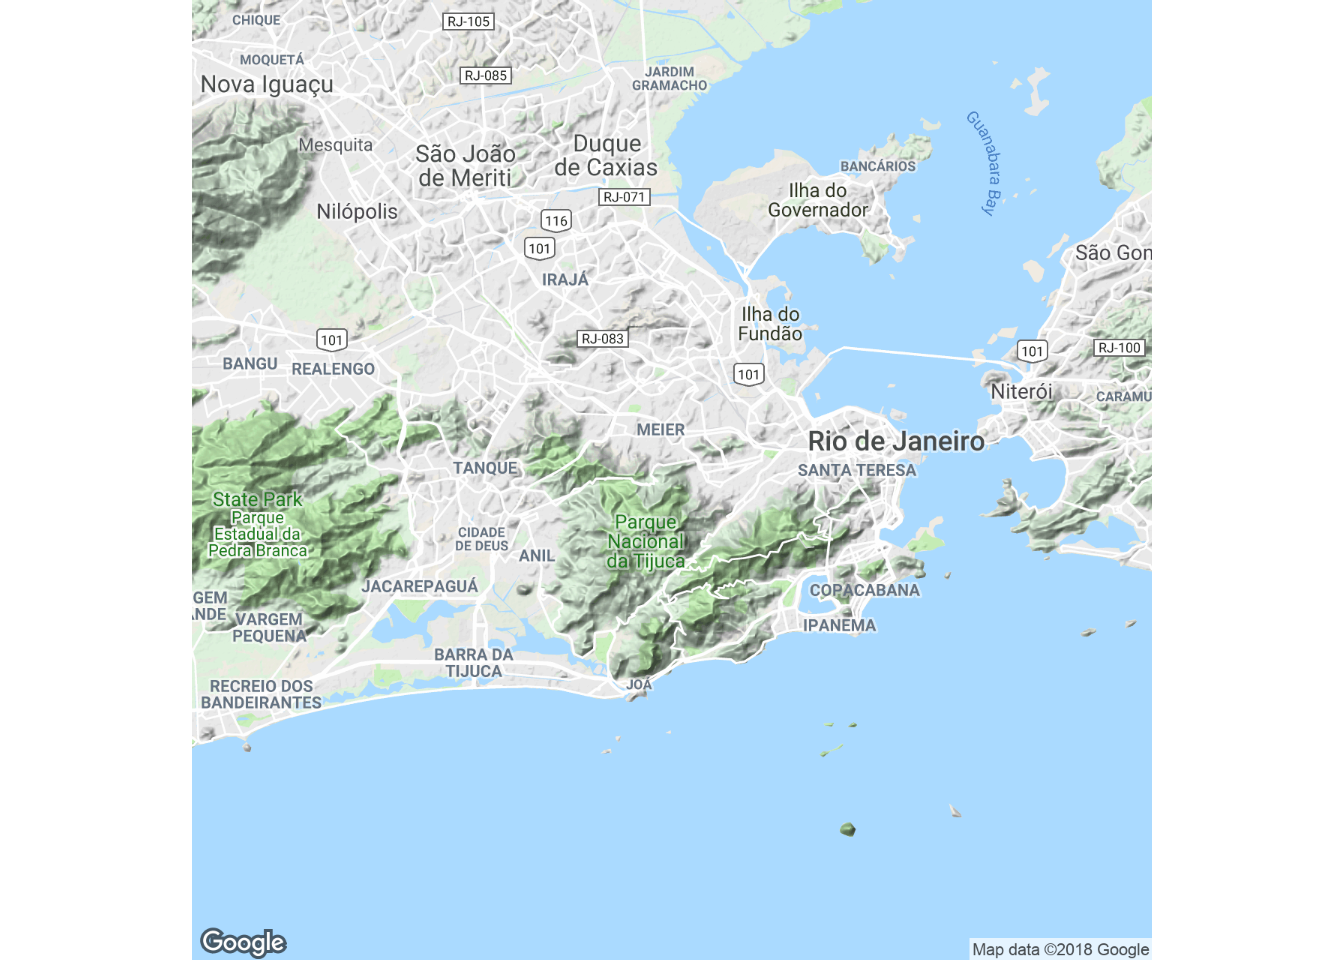 CHIQUE
RJ-105
MOQUETÁ
Nova Iguaçu
RJ-085
JARDIM
GRAMACHO
Mesquita
São João
de Meriti
Duque
de Caxias
Guanabara Bay
BANCÁRIOS
Ilha do
Governador
RJ-071
Nilópolis
116
101
São Gon
IRAJÁ
Ilha do
Fundão
RJ-083
101
101
RJ-100
BANGU
REALENGO
101
Niterói
CARAMU
MEIER
Rio de Janeiro
TANQUE
SANTA TERESA
State Park
Parque
Estadual da
Pedra Branca
Parque
Nacional
da Tijuca
CIDADE
DE DEUS
ANIL
JACAREPAGUÁ
COPACABANA
GEM
NDE
VARGEM
PEQUENA
IPANEMA
BARRA DA
TIJUCA
RECREIO DOS
BANDEIRANTES
JOÁ
Google
Map data ©2018 Google